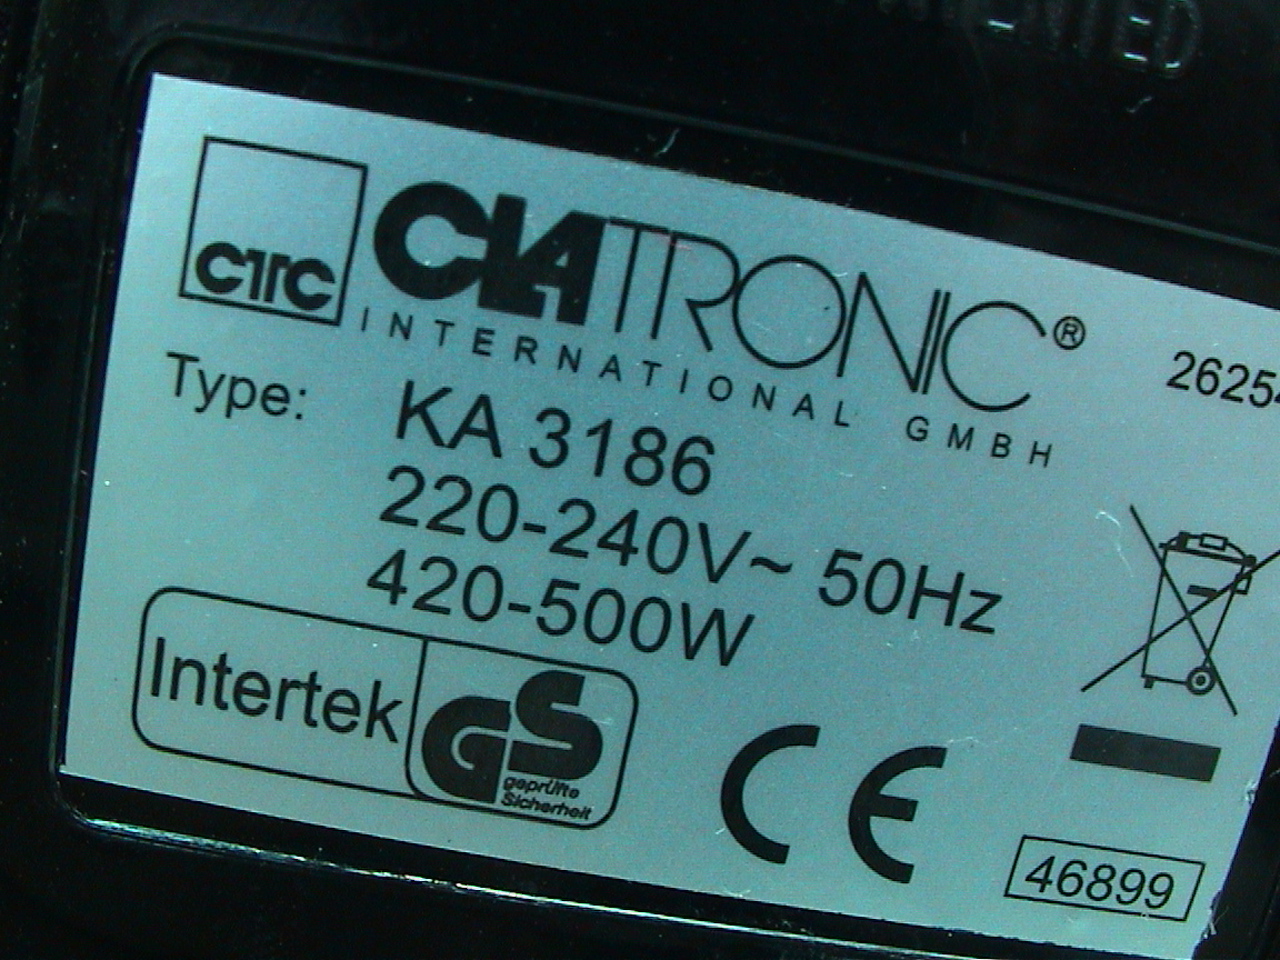 CTC
CLATRONIC®
INTERNATIONAL GMBH
Type: KA 3186
220-240V~ 50Hz
420-500W
Intertek
GS
geprüfte
Sicherheit
CE
46899